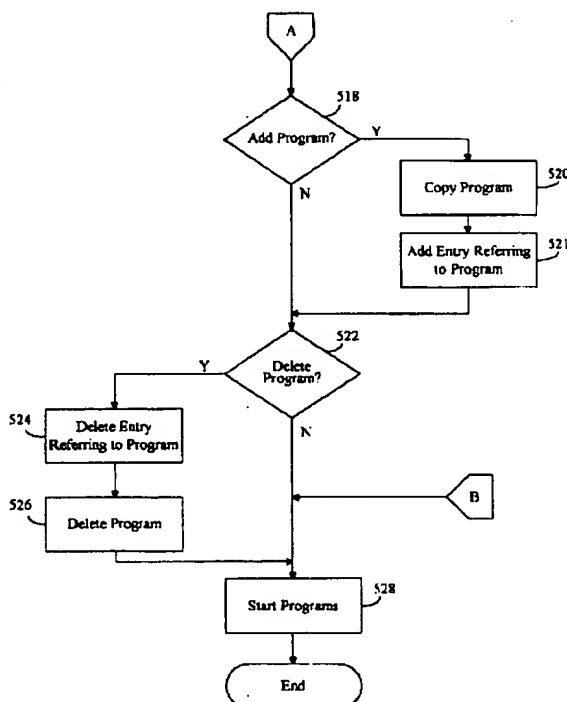 A
518
Add Program?
Y
N
520
Copy Program
521
Add Entry Referring
to Program
522
Delete
Program?
Y
N
524
Delete Entry
Referring to Program
B
526
Delete Program
528
Start Programs
End